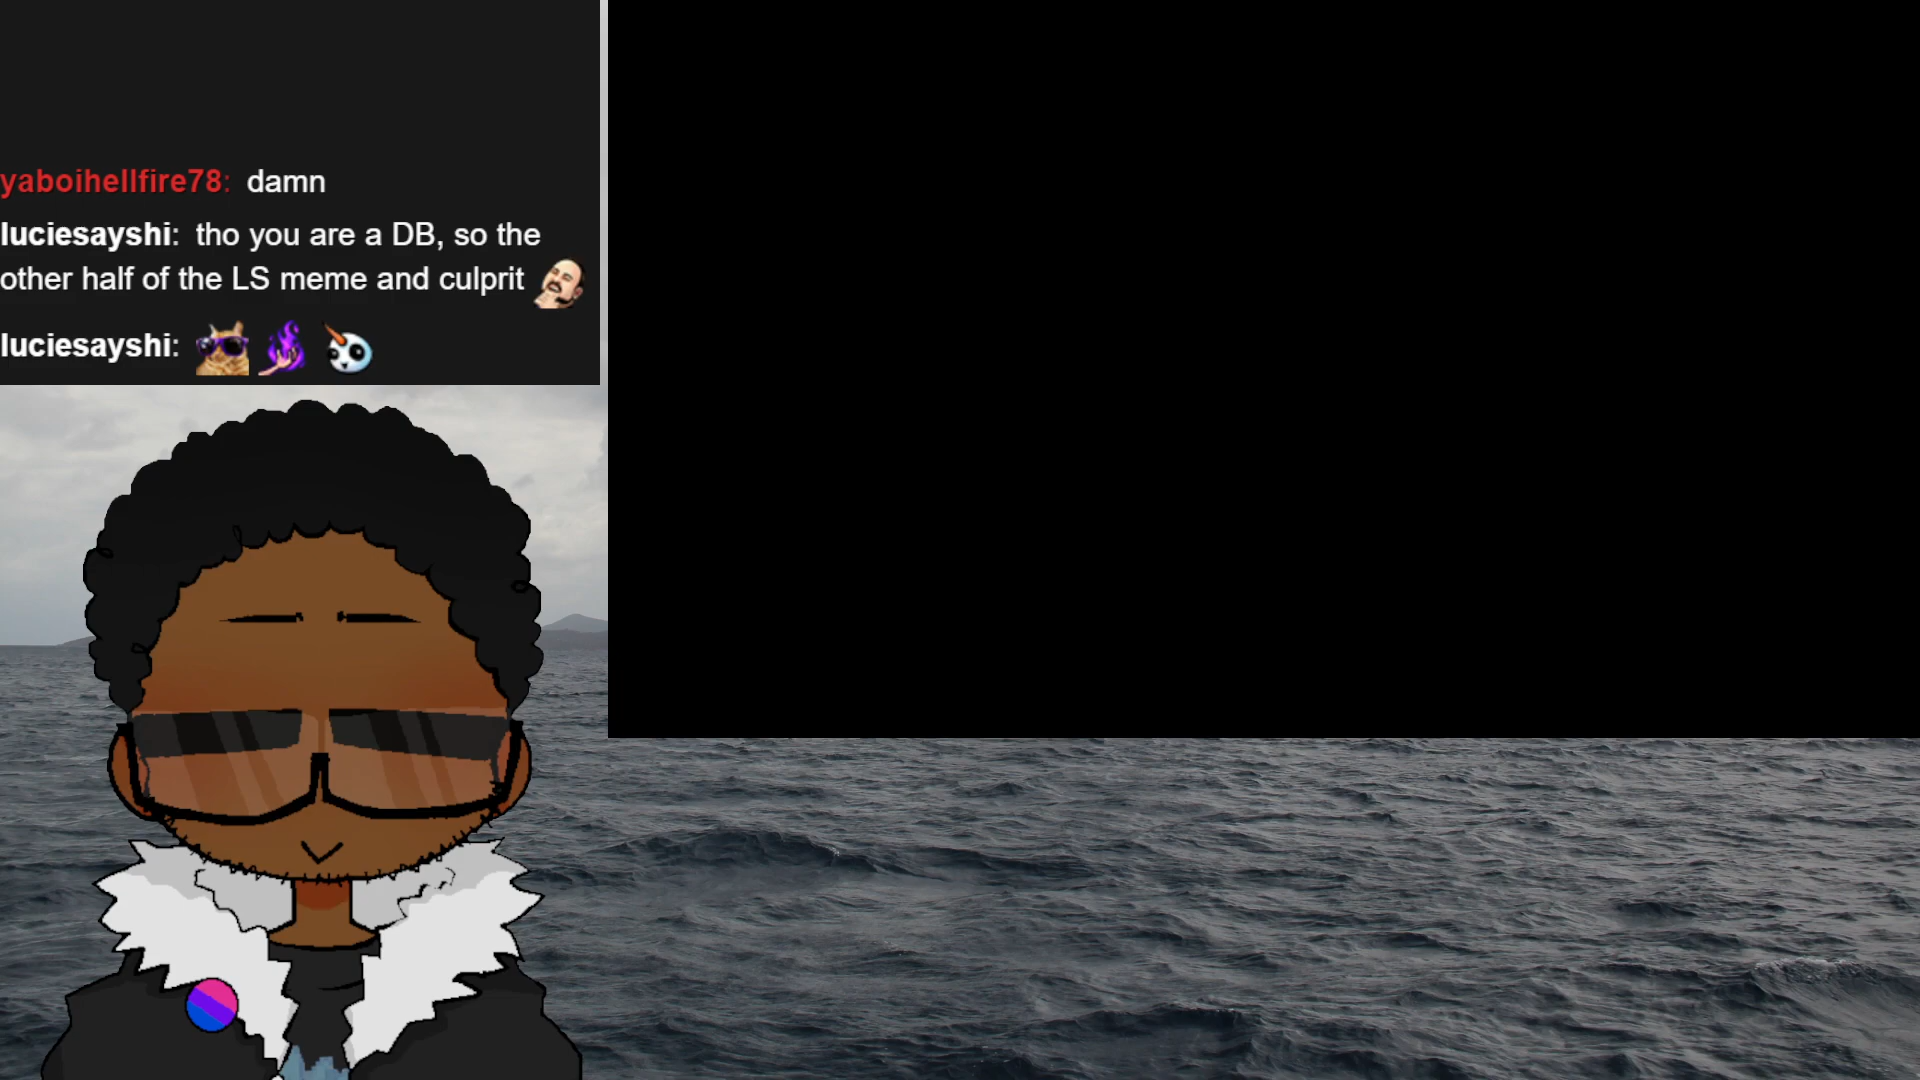 yaboihellfire78: damn
luciesayshi: tho you are a DB, so the
other half of the LS meme and culprit
luciesayshi: